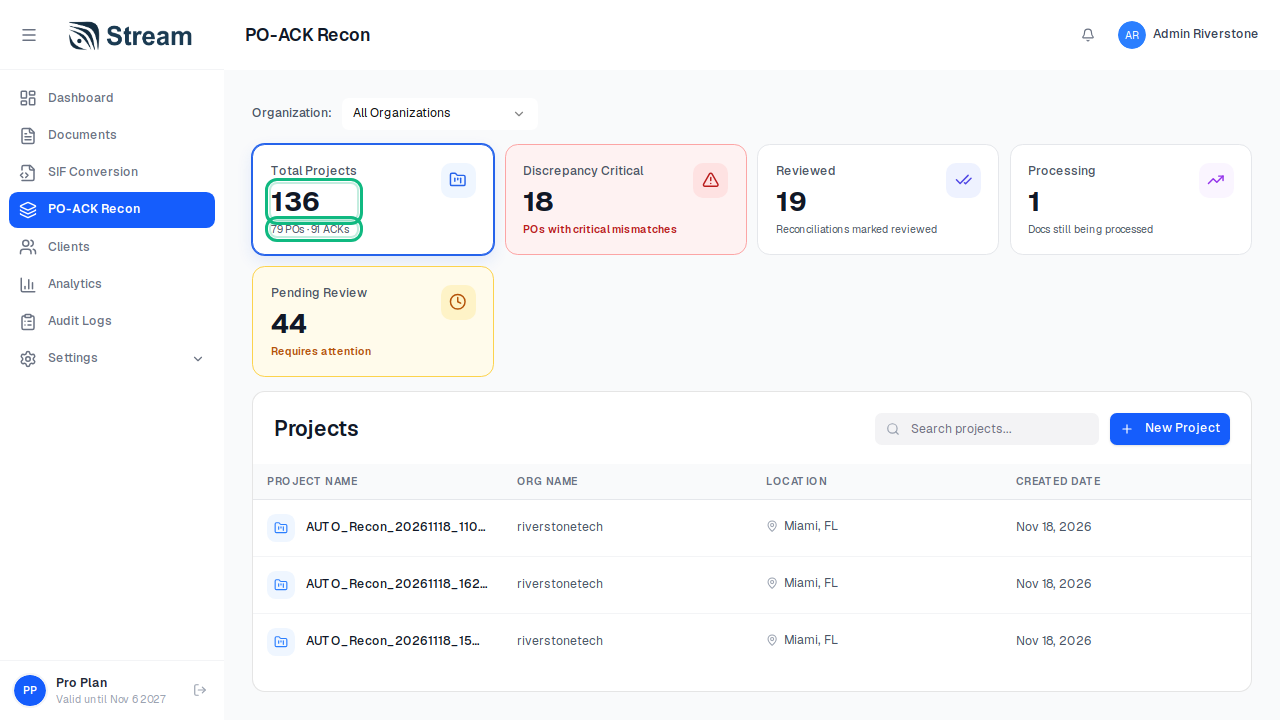 Stream
PO-ACK Recon
AR
Admin Riverstone
Dashboard
Documents
SIF Conversion
PO-ACK Recon
Clients
Analytics
Audit Logs
Settings
Organization:
All Organizations
Total Projects
136
79 POs · 91 ACKs
Discrepancy Critical
18
POs with critical mismatches
Reviewed
19
Reconciliations marked reviewed
Processing
1
Docs still being processed
Pending Review
44
Requires attention
Projects
Search projects...
New Project
PROJECT NAME
ORG NAME
LOCATION
CREATED DATE
AUTO_Recon_20261118_110...
riverstonetech
Miami, FL
Nov 18, 2026
AUTO_Recon_20261118_162...
riverstonetech
Miami, FL
Nov 18, 2026
AUTO_Recon_20261118_15...
riverstonetech
Miami, FL
Nov 18, 2026
PP
Pro Plan
Valid until Nov 6 2027